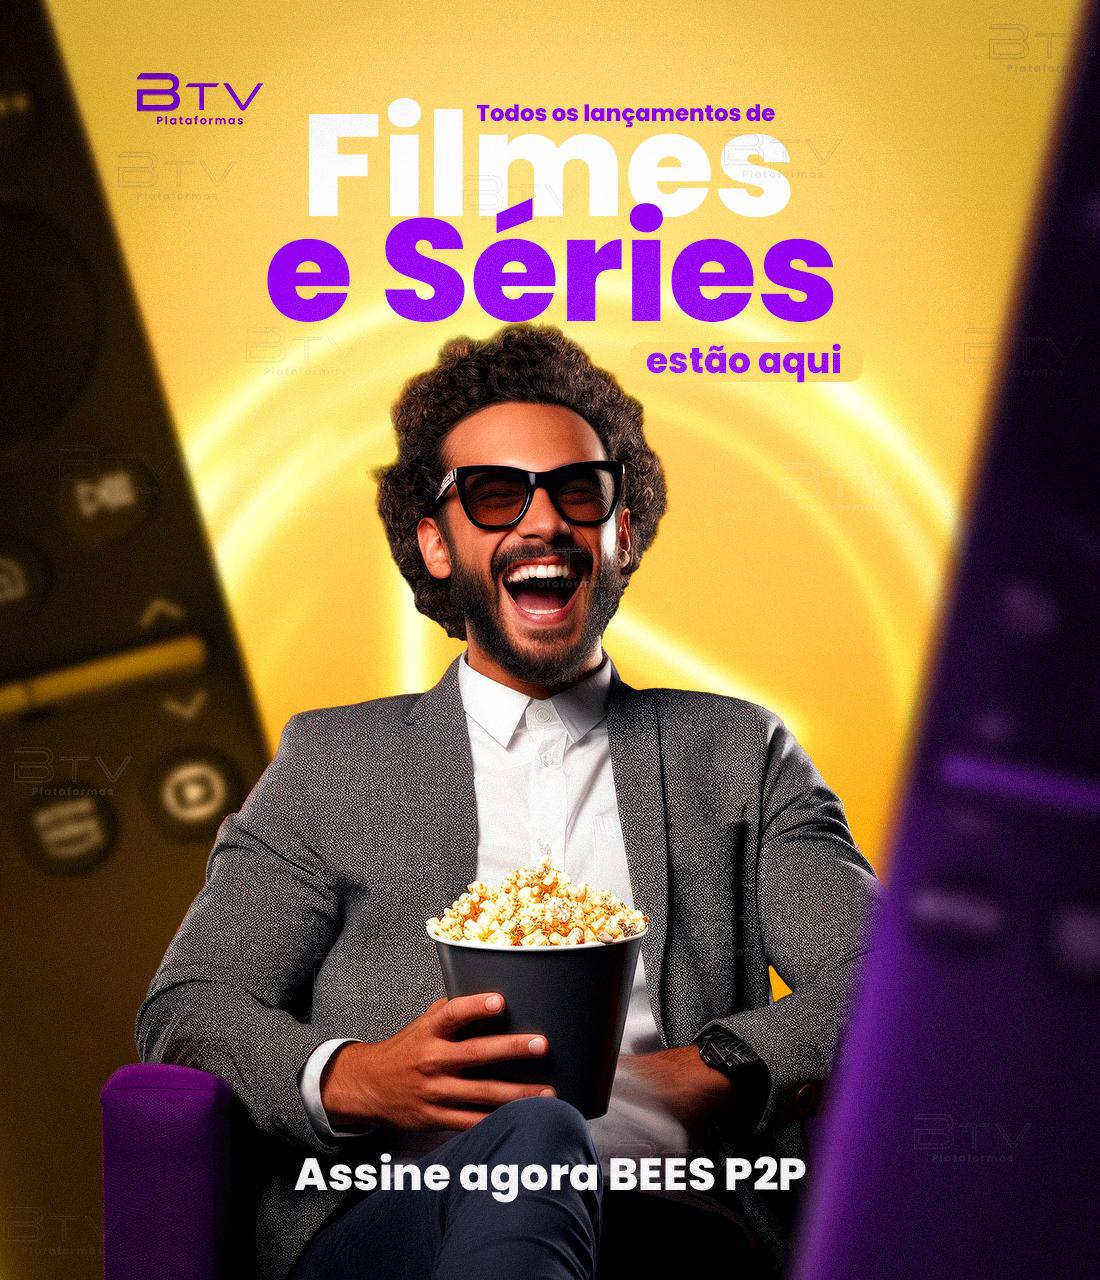 BTV
Plataformas
Todos os lançamentos de
Filmes
e Séries
estão aqui
Assine agora BEES P2P